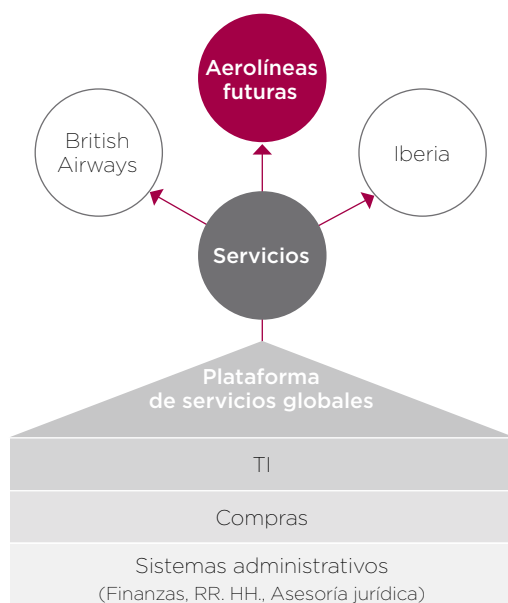 Aerolíneas
futuras
British
Airways
Iberia
Servicios
Plataforma
de servicios globales
TI
Compras
Sistemas administrativos
(Finanzas, RR. HH., Asesoría jurídica)